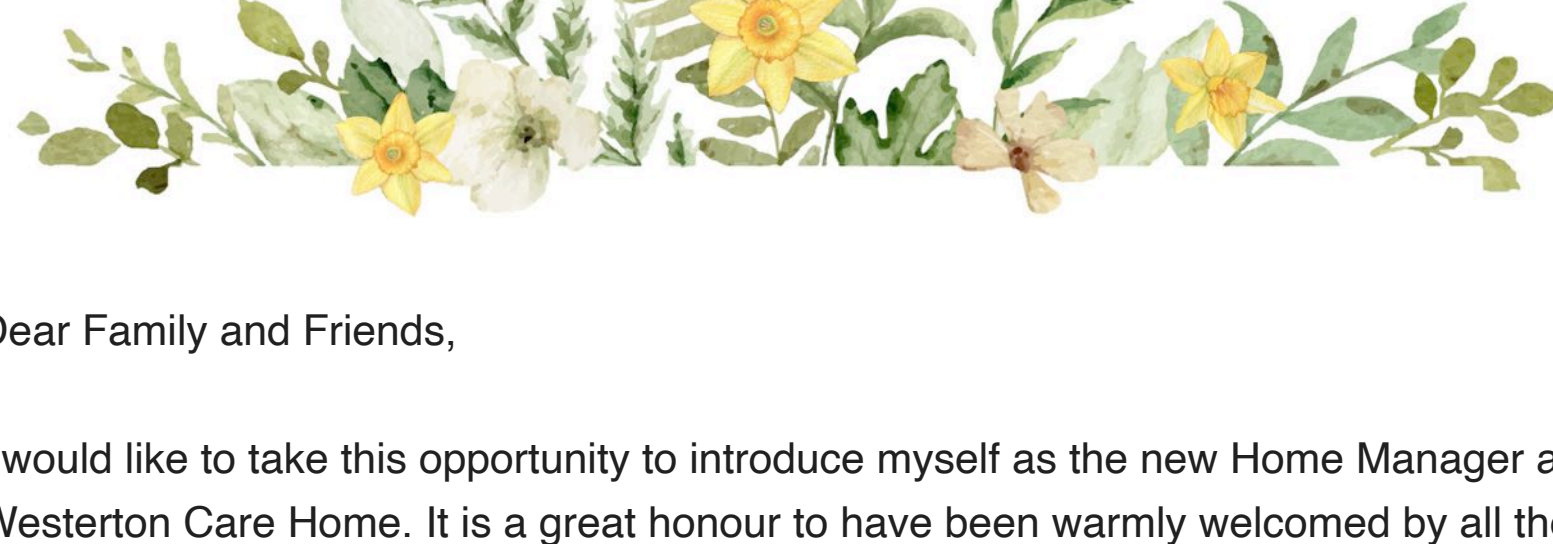 Dear Family and Friends,
would like to take this opportunity to introduce myself as the new Home Manager a
Westerton Care Home. It is a great honour to have been warmly welcomed by all the